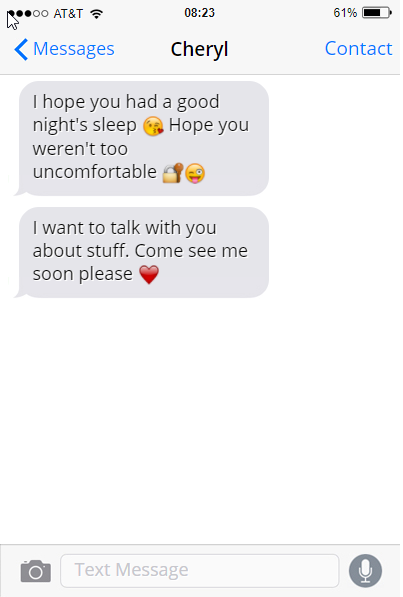 AT&T 08:23 61%
Messages Cheryl Contact
I hope you had a good
night's sleep 😘 Hope you
weren't too
uncomfortable 🔐😜
I want to talk with you
about stuff. Come see me
soon please ❤️
Text Message